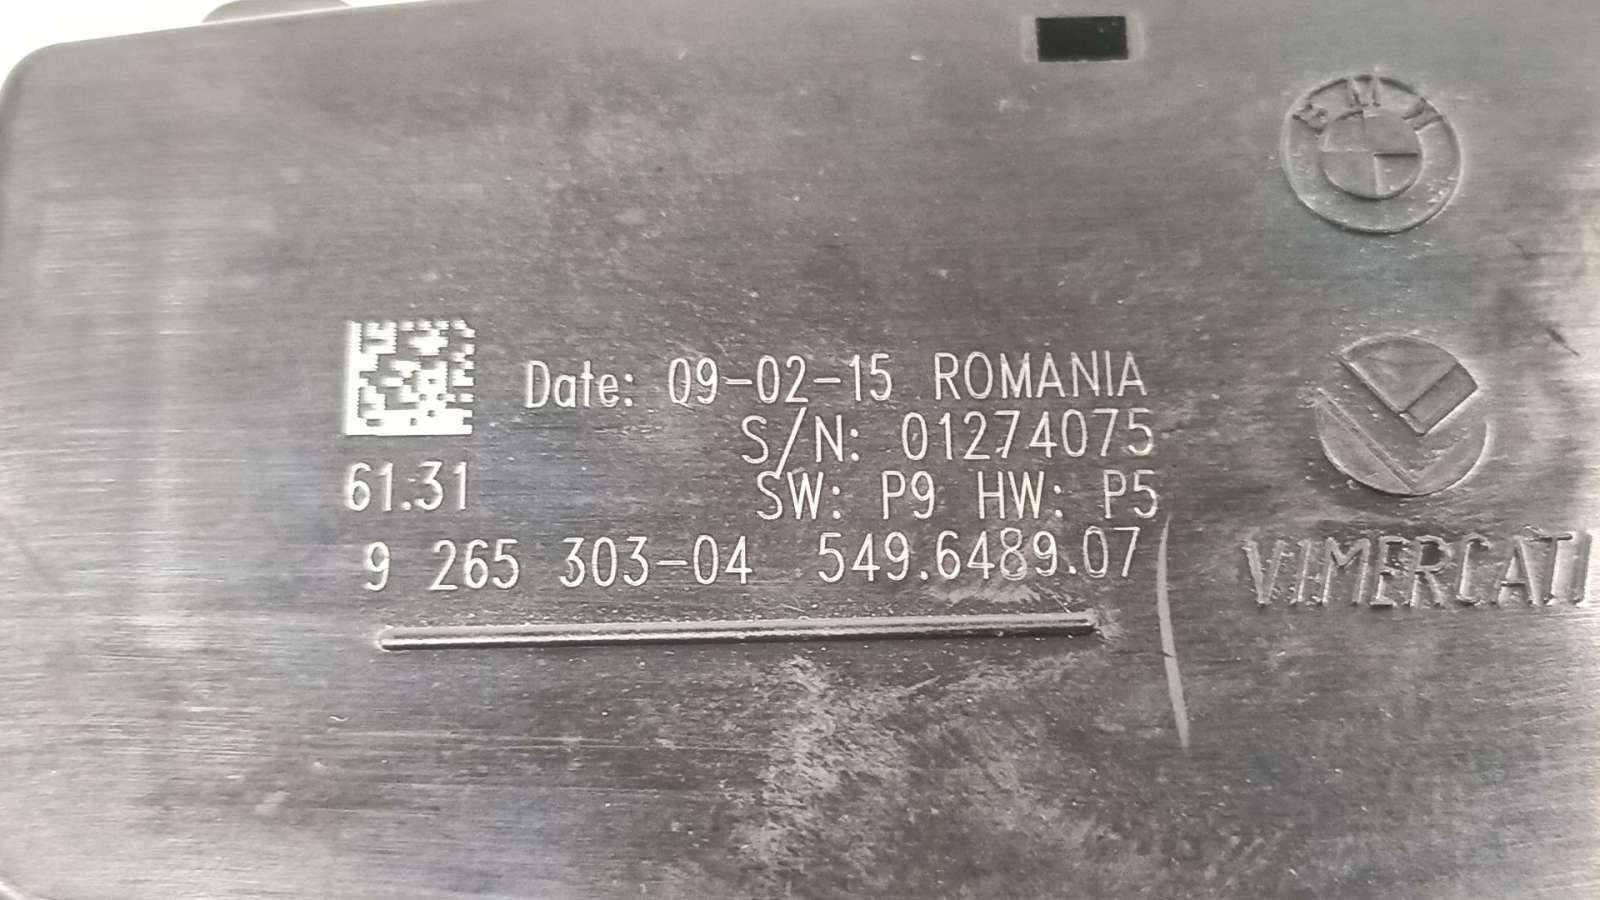 BMW
Date: 09-02-15 ROMANIA
S/N: 01274075
61.31
SW: P9 HW: P5
9 265 303-04 549.6489.07
VIMERCATI